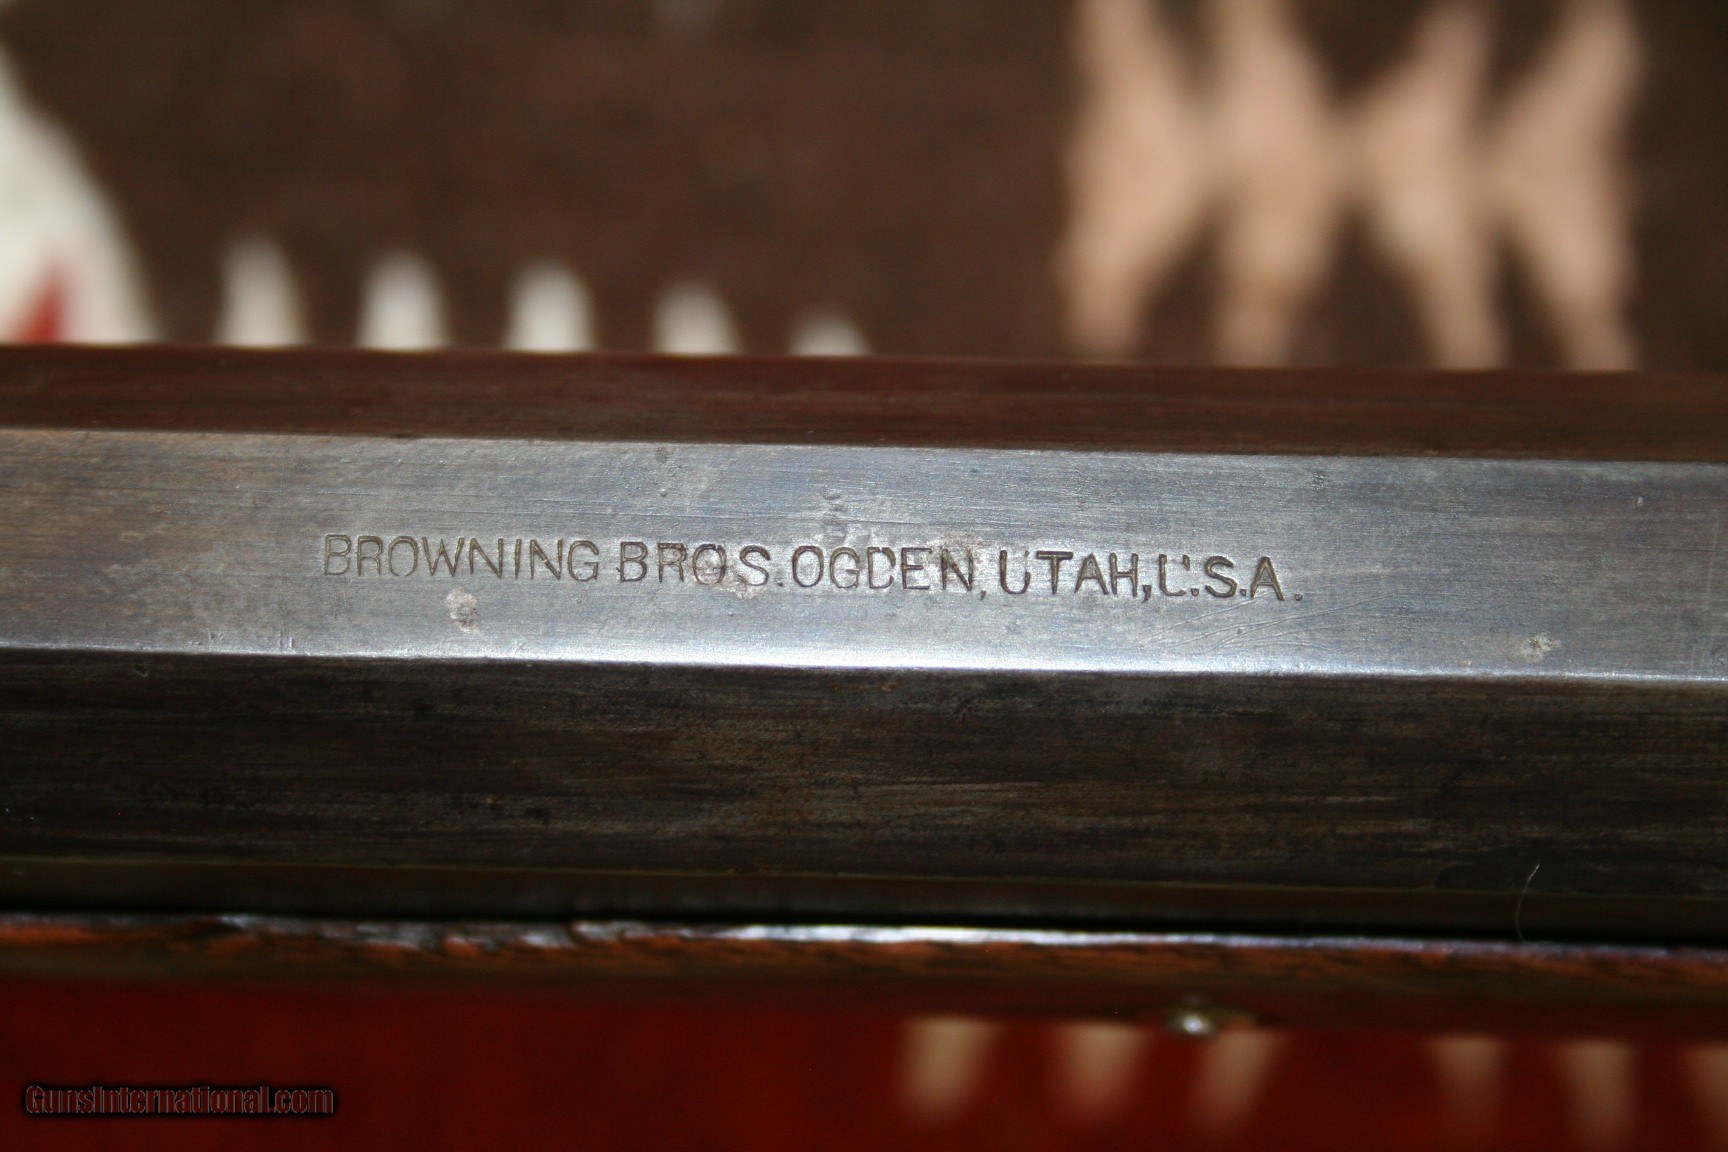 BROWNING BROS. OGDEN, UTAH, U.S.A.
GunsInternational.com